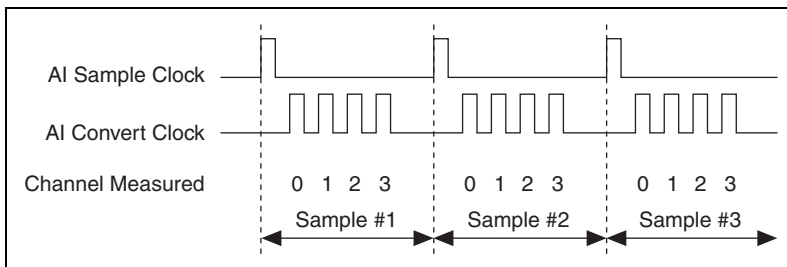 AI Sample Clock
AI Convert Clock
Channel Measured 0 1 2 3 0 1 2 3 0 1 2 3
Sample #1 Sample #2 Sample #3